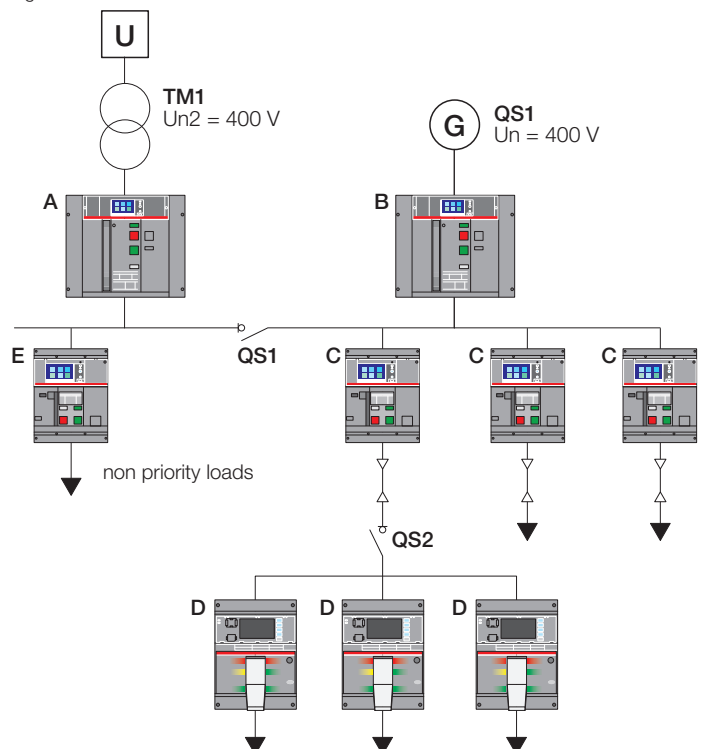 U
TM1
Un2 = 400 V
G
QS1
Un = 400 V
A
B
E
QS1
C
C
C
non priority loads
QS2
D
D
D